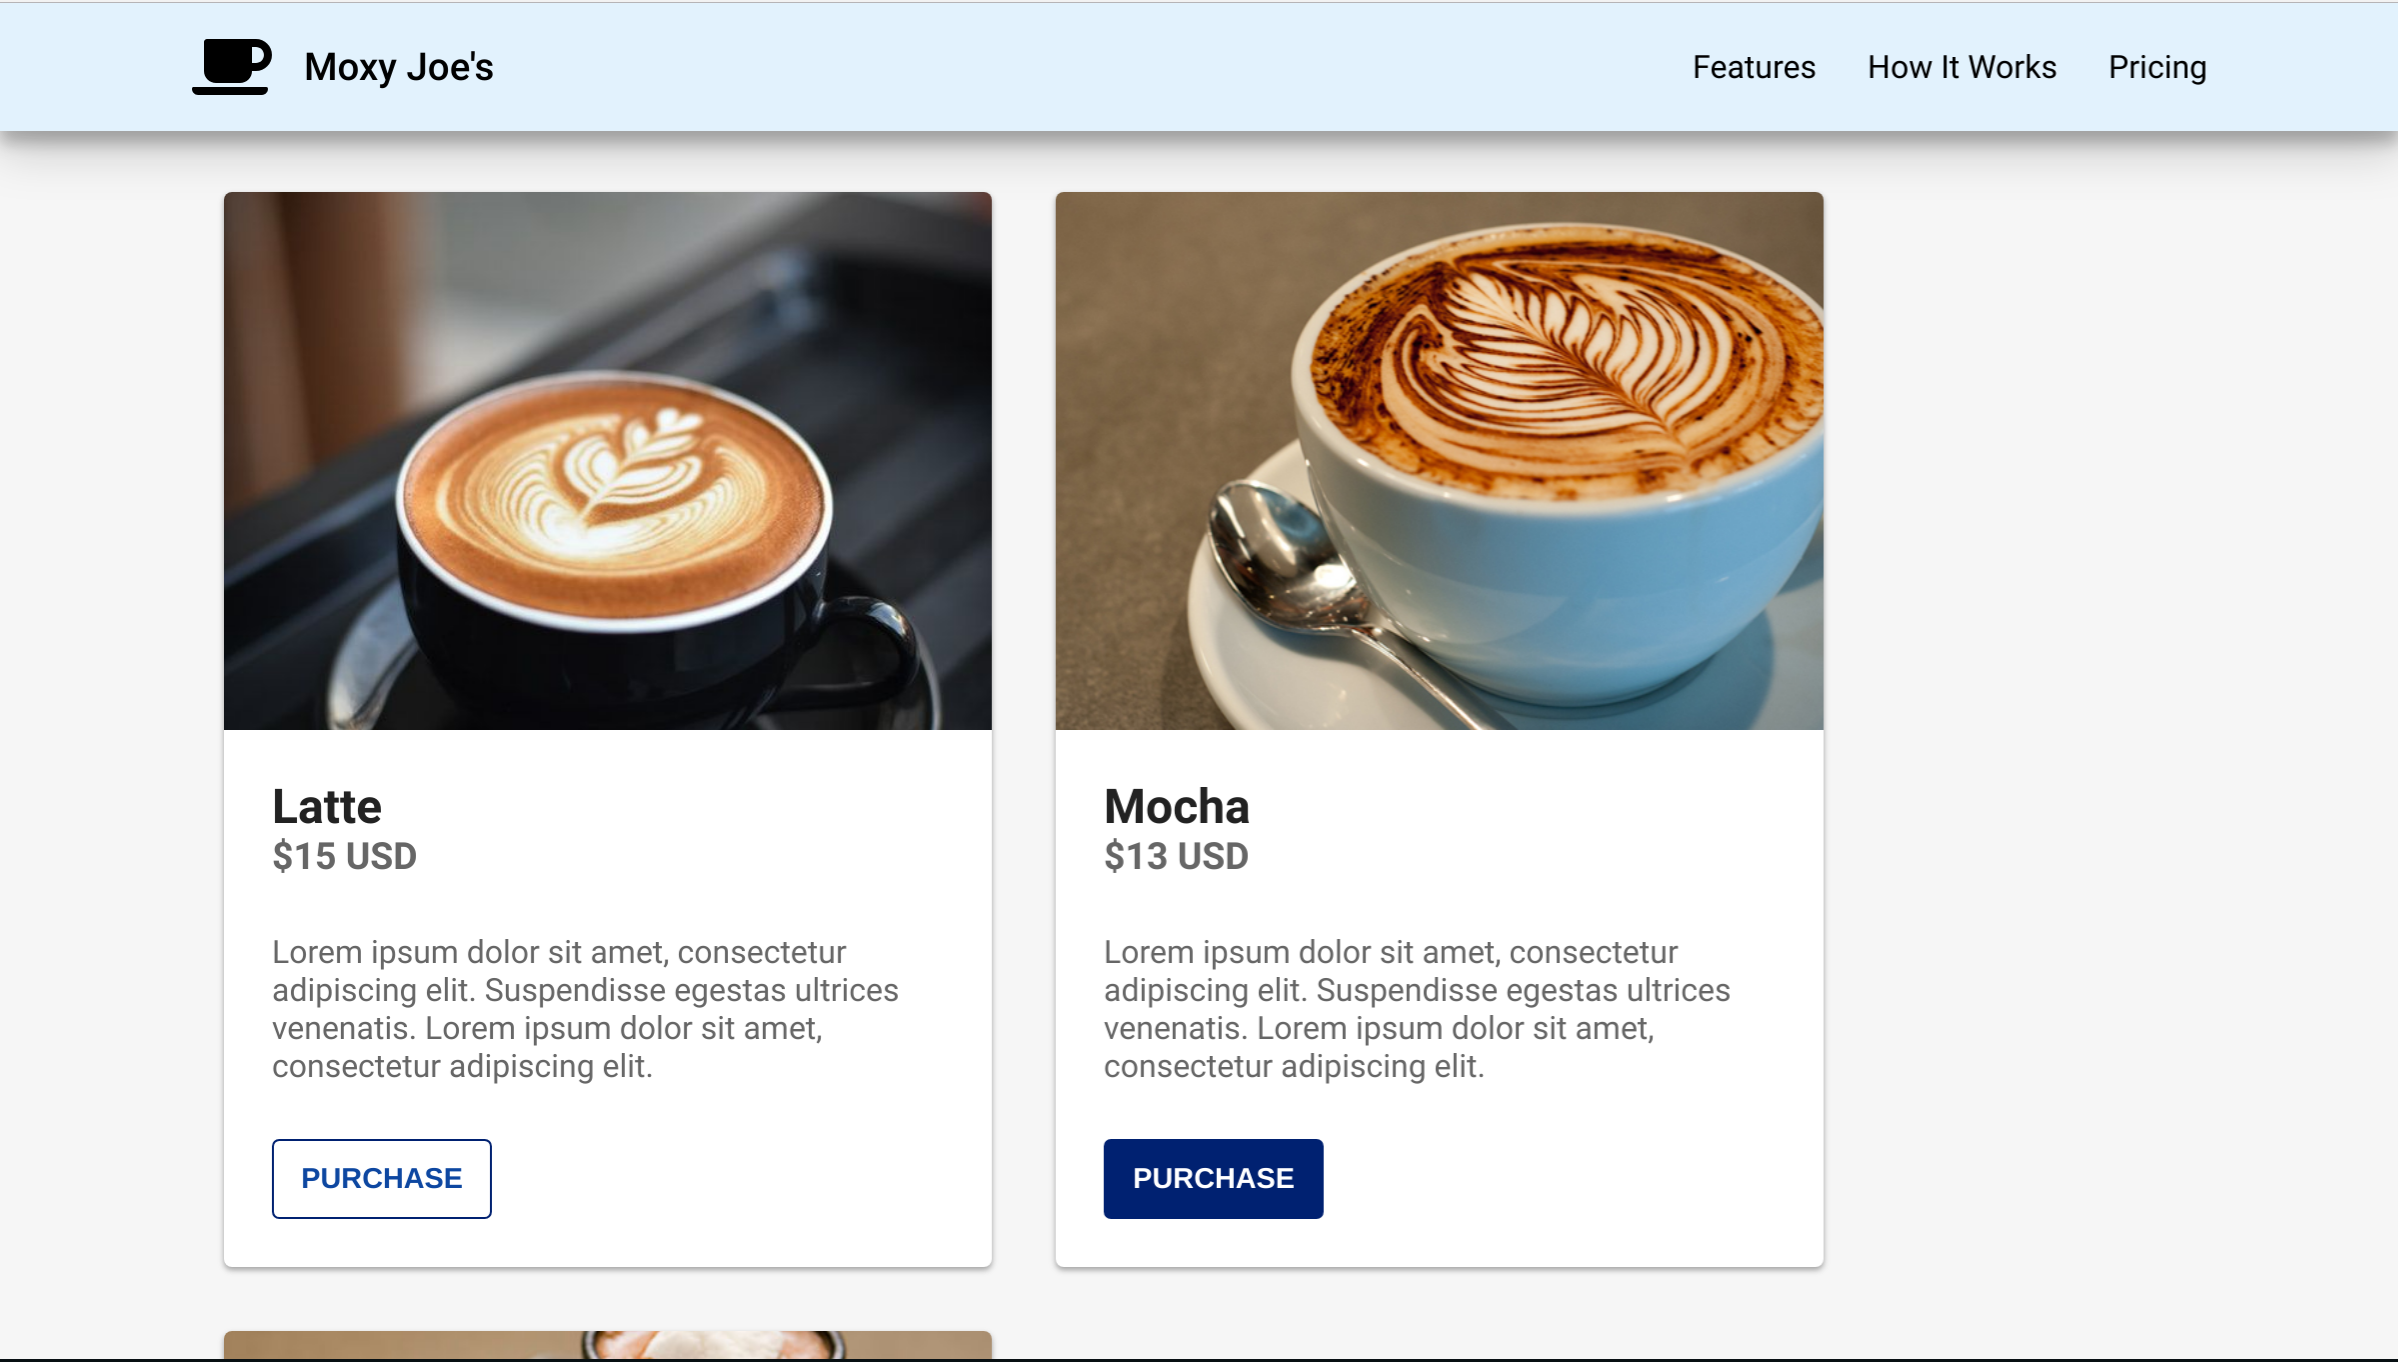 Moxy Joe's
Features
How It Works
Pricing
Latte
$15 USD
Lorem ipsum dolor sit amet, consectetur
adipiscing elit. Suspendisse egestas ultrices
venenatis. Lorem ipsum dolor sit amet,
consectetur adipiscing elit.
PURCHASE
Mocha
$13 USD
Lorem ipsum dolor sit amet, consectetur
adipiscing elit. Suspendisse egestas ultrices
venenatis. Lorem ipsum dolor sit amet,
consectetur adipiscing elit.
PURCHASE